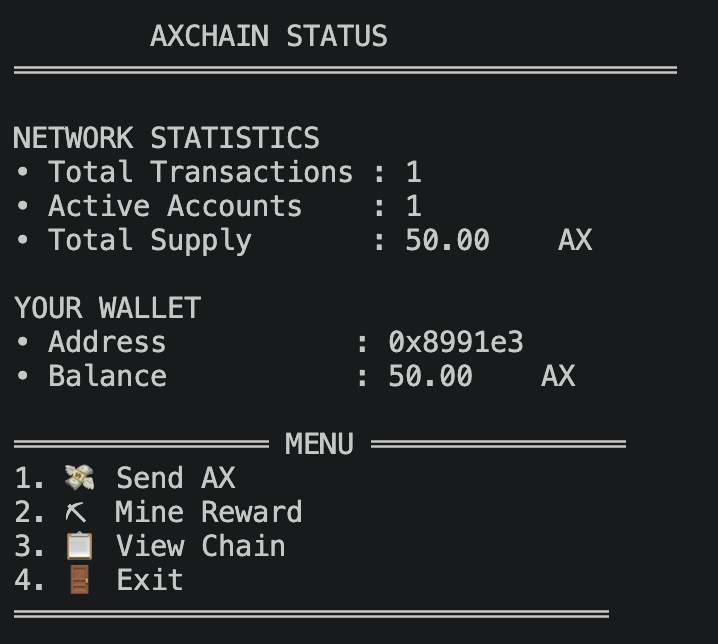 AXCHAIN STATUS
NETWORK STATISTICS
• Total Transactions : 1
• Active Accounts : 1
• Total Supply : 50.00 AX
YOUR WALLET
• Address : 0x8991e3
• Balance : 50.00 AX
MENU
1. 💸 Send AX
2. ⛏ Mine Reward
3. 📋 View Chain
4. 🚪 Exit